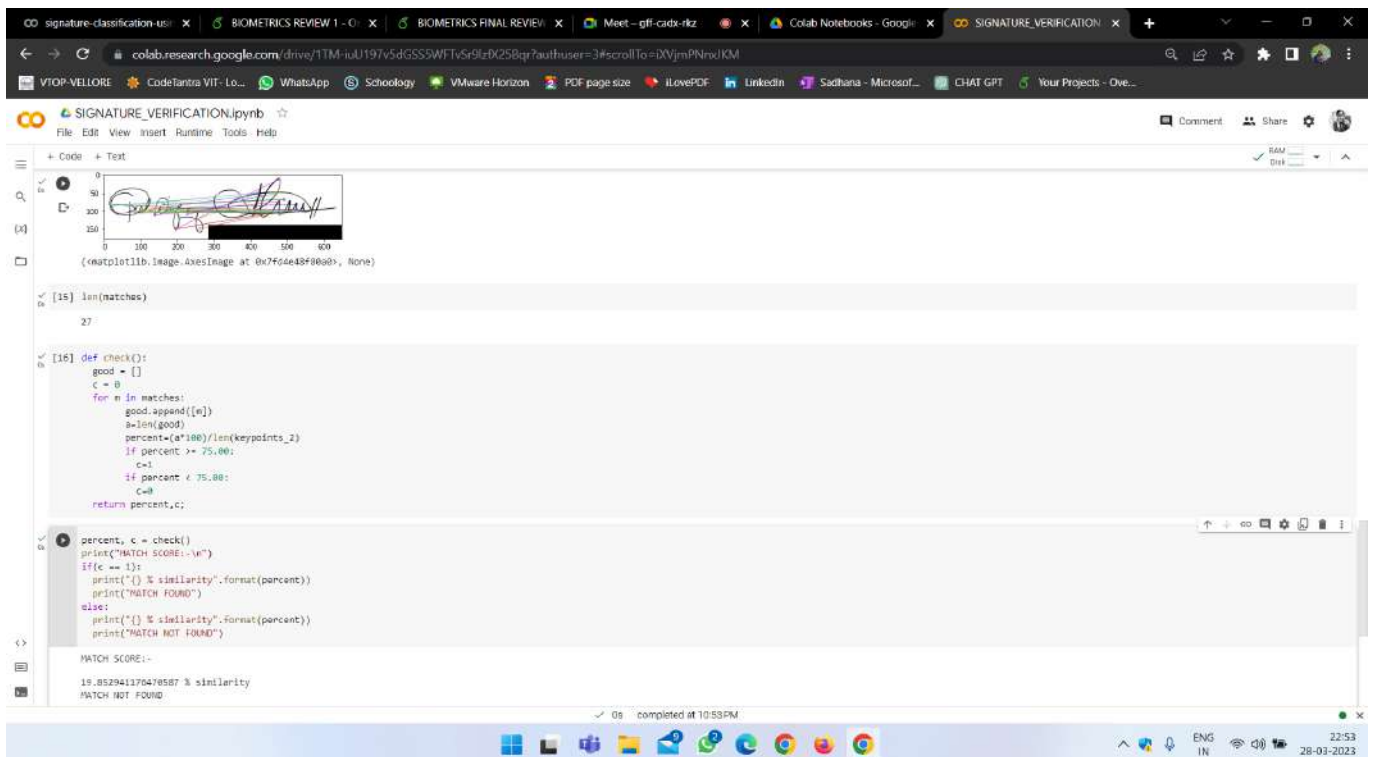 signature-classification-usi
BIOMETRICS REVIEW 1 - O
BIOMETRICS FINAL REVIEW
Meet – gff-cadx-rkz
Colab Notebooks - Google
SIGNATURE_VERIFICATION
colab.research.google.com
VTOP-VELLORE
CodeTantra VIT- Lo...
WhatsApp
Schoology
VMware Horizon
PDF page size
iLovePDF
LinkedIn
Sadhana - Microsof...
CHAT GPT
Your Projects - Ove...
SIGNATURE_VERIFICATION.ipynb
Comment
Share
File Edit View Insert Runtime Tools Help
+ Code + Text
RAM
Disk
0
50
100
150
0 100 200 300 400 500 600
(<matplotlib.image.AxesImage at 0x7fd4e48f80a0>, None)
[15] len(matches)
27
[16] def check():
good = []
c = 0
for m in matches:
good.append([m])
a=len(good)
percent=(a*100)/len(keypoints_2)
if percent >= 75.00:
c=1
if percent < 75.00:
c=0
return percent,c;
percent, c = check()
print("MATCH SCORE:-\n")
if(c == 1):
print("{} % similarity".format(percent))
print("MATCH FOUND")
else:
print("{} % similarity".format(percent))
print("MATCH NOT FOUND")
MATCH SCORE:-
19.852941176470587 % similarity
MATCH NOT FOUND
0s completed at 10:53 PM
ENG
IN
22:53
28-03-2023